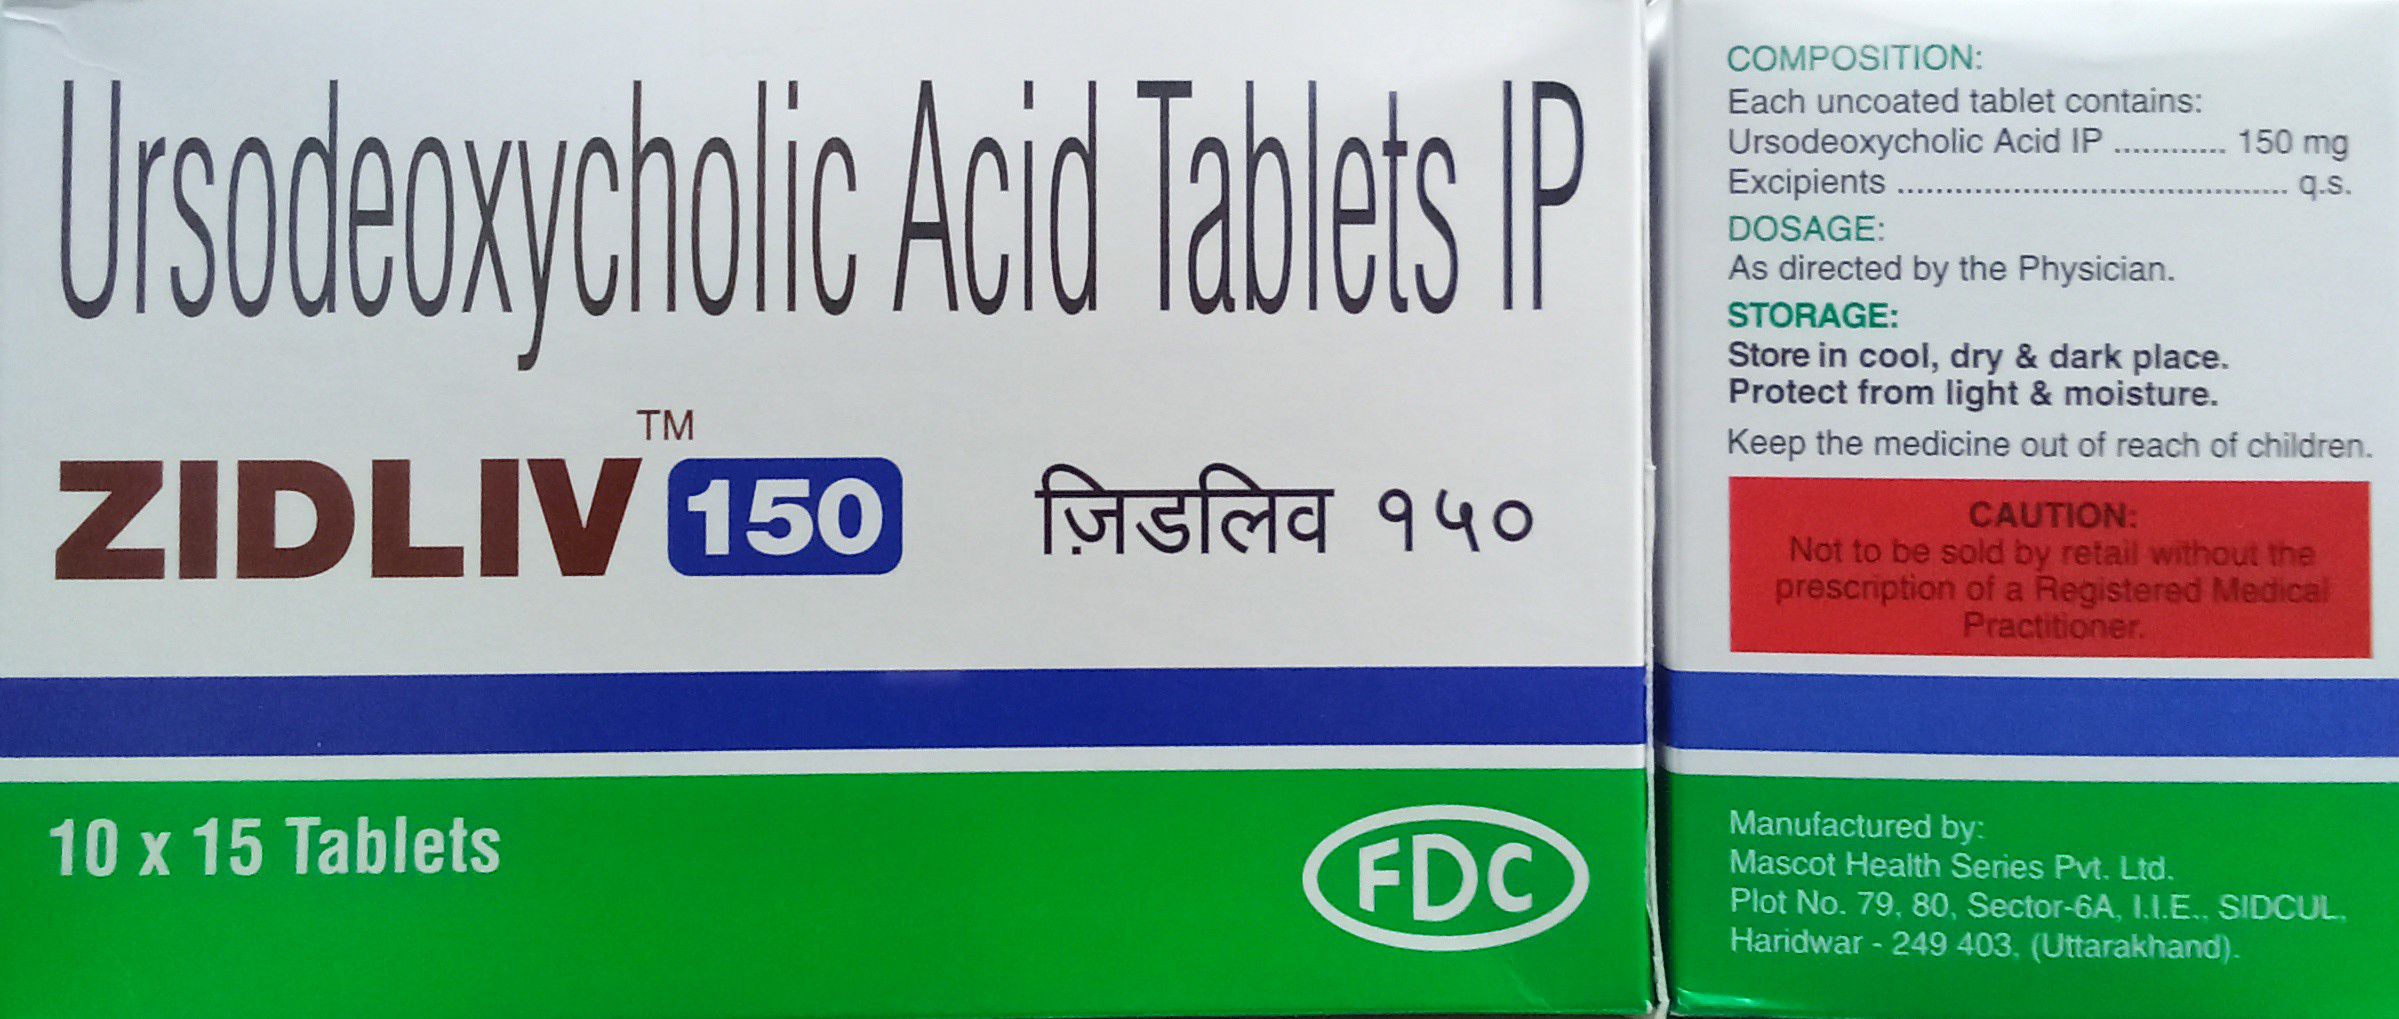 Ursodeoxycholic Acid Tablets IP
ZIDLIV™ 150
ज़िडलिव १५०
10 x 15 Tablets
FDC
COMPOSITION:
Each uncoated tablet contains:
Ursodeoxycholic Acid IP ............ 150 mg
Excipients ......................................... q.s.
DOSAGE:
As directed by the Physician.
STORAGE:
Store in cool, dry & dark place.
Protect from light & moisture.
Keep the medicine out of reach of children.
CAUTION:
Not to be sold by retail without the
prescription of a Registered Medical
Practitioner.
Manufactured by:
Mascot Health Series Pvt. Ltd.
Plot No. 79, 80, Sector-6A, I.I.E., SIDCUL,
Haridwar - 249 403, (Uttarakhand).